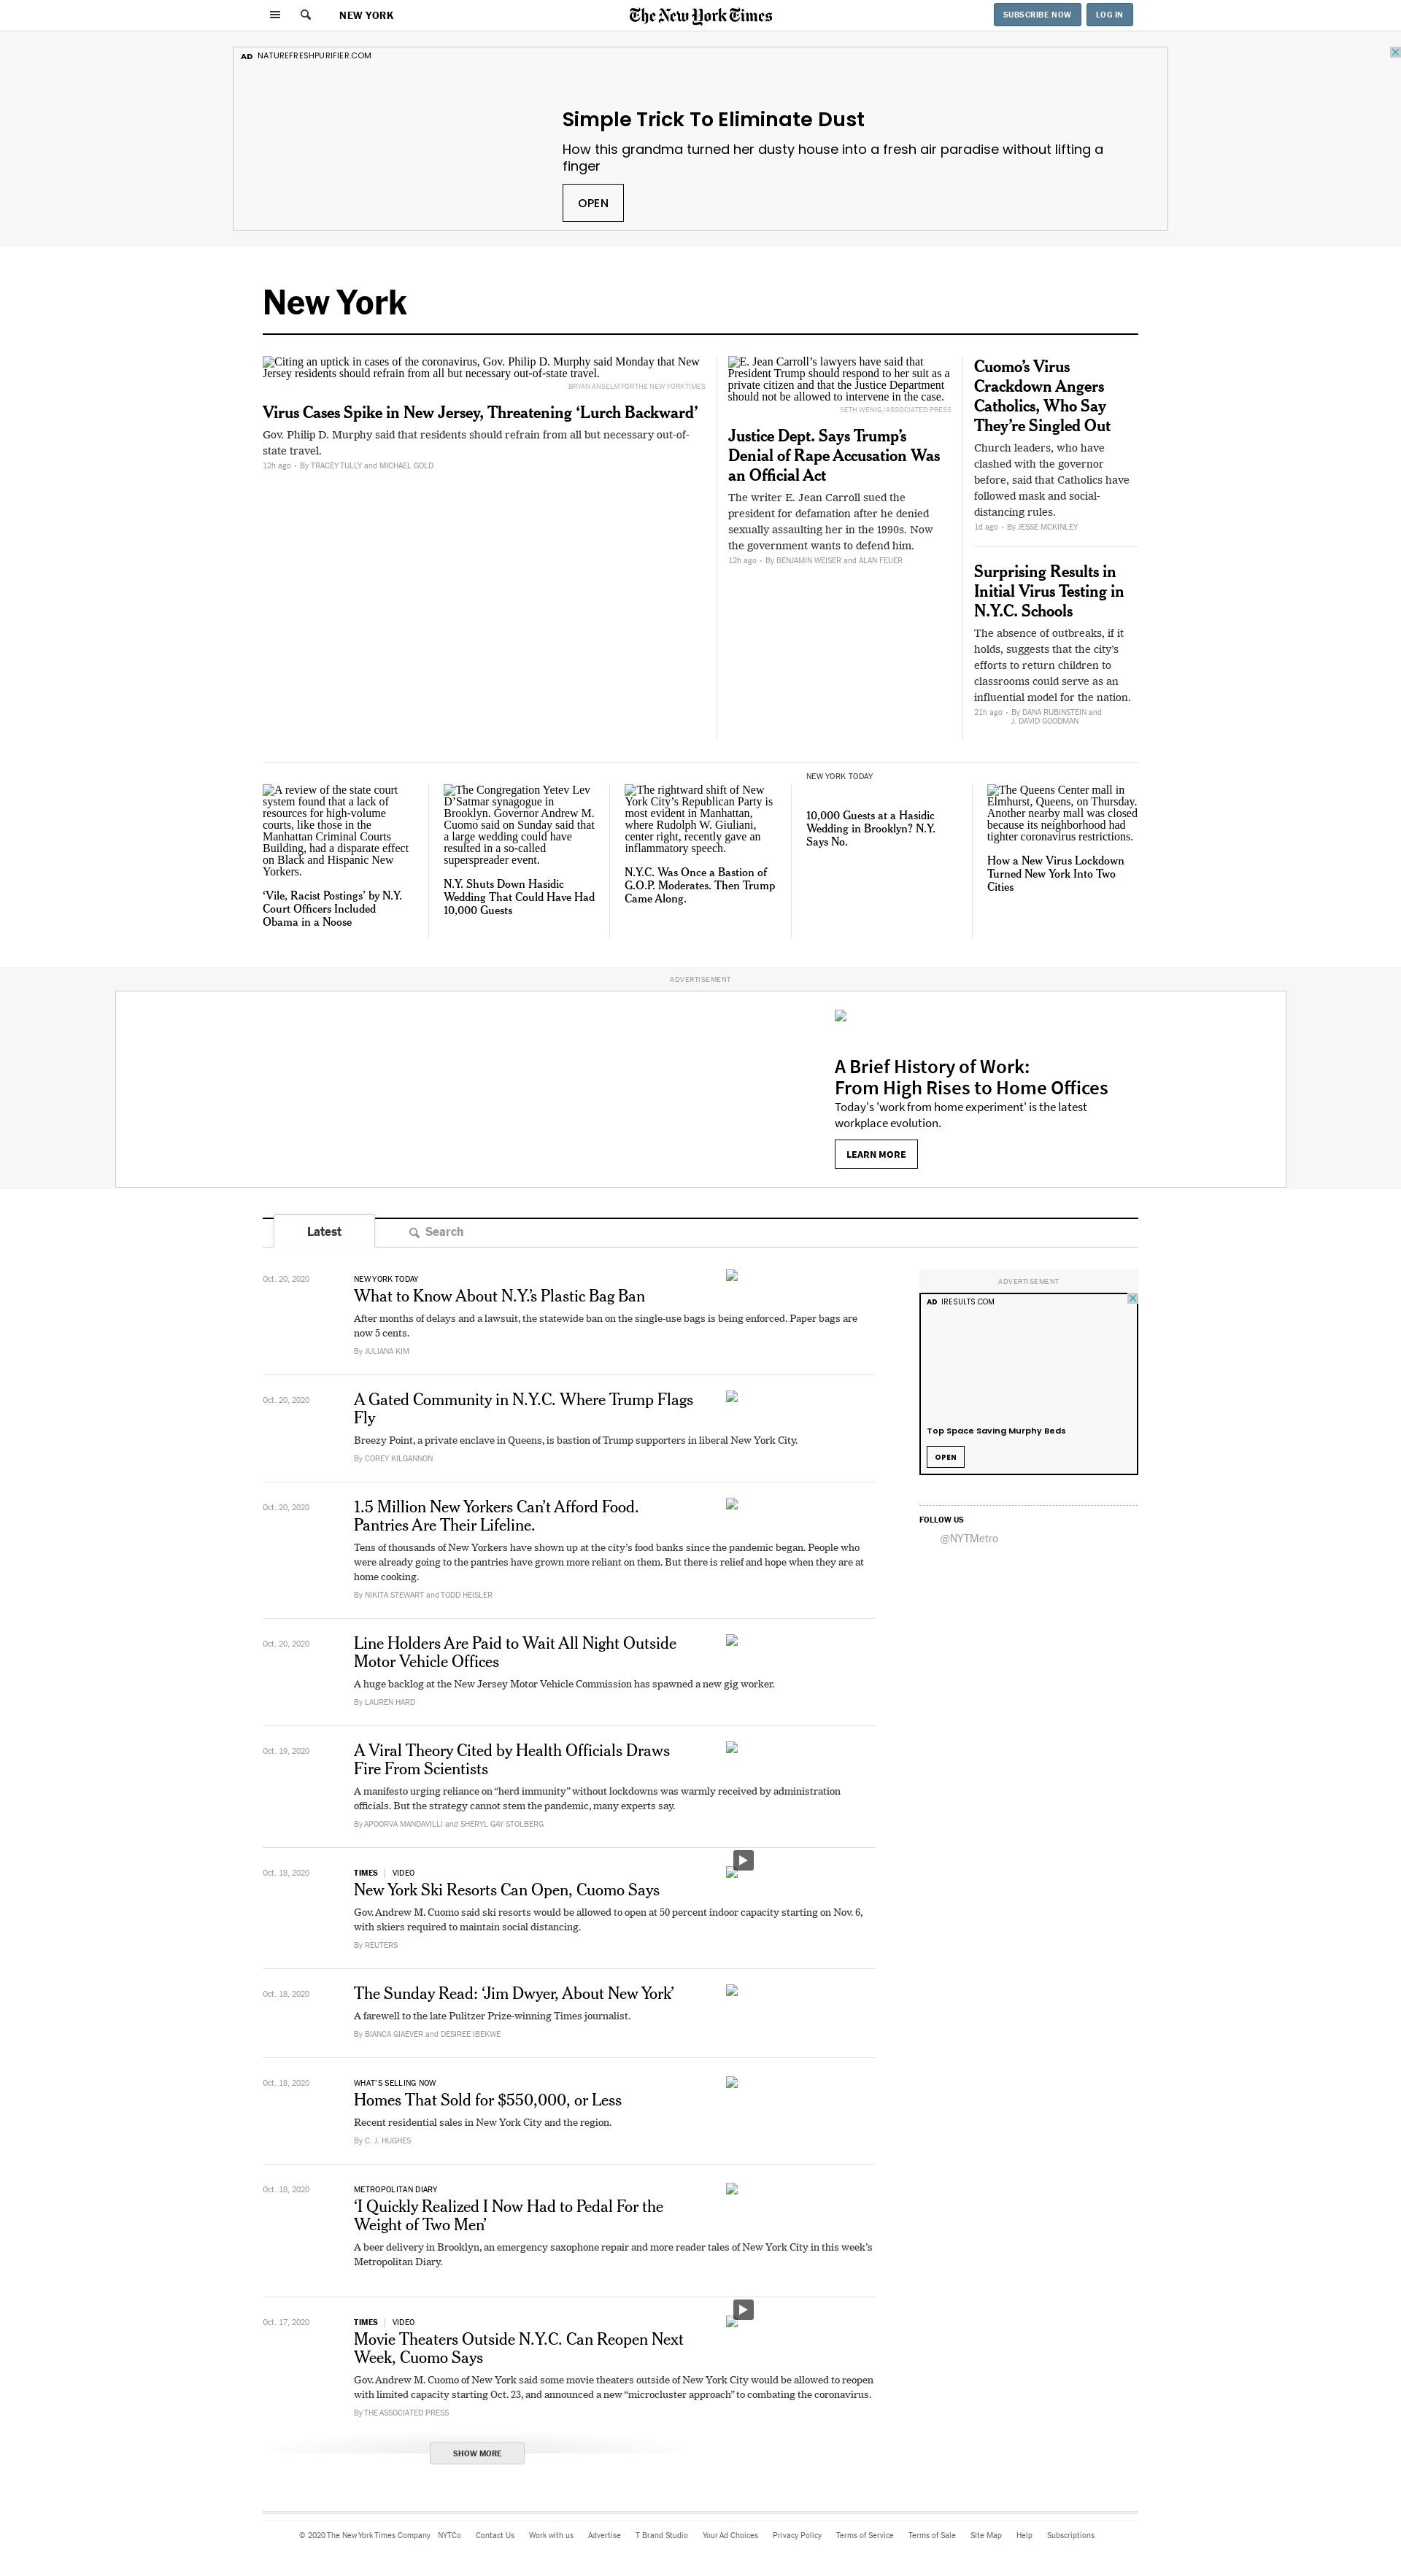 NEW YORK
The New York Times
SUBSCRIBE NOW
LOG IN
AD NATUREFRESHPURIFIER.COM
Simple Trick To Eliminate Dust
How this grandma turned her dusty house into a fresh air paradise without lifting a
finger
OPEN
New York
Citing an uptick in cases of the coronavirus, Gov. Philip D. Murphy said Monday that New
Jersey residents should refrain from all but necessary out-of-state travel.
BRYAN ANSELM FOR THE NEW YORK TIMES
Virus Cases Spike in New Jersey, Threatening ‘Lurch Backward’
Gov. Philip D. Murphy said that residents should refrain from all but necessary out-of-
state travel.
12h ago • By TRACEY TULLY and MICHAEL GOLD
E. Jean Carroll’s lawyers have said that
President Trump should respond to her suit as a
private citizen and that the Justice Department
should not be allowed to intervene in the case.
SETH WENIG/ASSOCIATED PRESS
Justice Dept. Says Trump’s
Denial of Rape Accusation Was
an Official Act
The writer E. Jean Carroll sued the
president for defamation after he denied
sexually assaulting her in the 1990s. Now
the government wants to defend him.
12h ago • By BENJAMIN WEISER and ALAN FEUER
Cuomo’s Virus
Crackdown Angers
Catholics, Who Say
They’re Singled Out
Church leaders, who have
clashed with the governor
before, said that Catholics have
followed mask and social-
distancing rules.
1d ago • By JESSE MCKINLEY
Surprising Results in
Initial Virus Testing in
N.Y.C. Schools
The absence of outbreaks, if it
holds, suggests that the city’s
efforts to return children to
classrooms could serve as an
influential model for the nation.
21h ago • By DANA RUBINSTEIN and
J. DAVID GOODMAN
A review of the state court
system found that a lack of
resources for high-volume
courts, like those in the
Manhattan Criminal Courts
Building, had a disparate effect
on Black and Hispanic New
Yorkers.
‘Vile, Racist Postings’ by N.Y.
Court Officers Included
Obama in a Noose
The Congregation Yetev Lev
D’Satmar synagogue in
Brooklyn. Governor Andrew M.
Cuomo said on Sunday said that
a large wedding could have
resulted in a so-called
superspreader event.
N.Y. Shuts Down Hasidic
Wedding That Could Have Had
10,000 Guests
The rightward shift of New
York City’s Republican Party is
most evident in Manhattan,
where Rudolph W. Giuliani,
center right, recently gave an
inflammatory speech.
N.Y.C. Was Once a Bastion of
G.O.P. Moderates. Then Trump
Came Along.
NEW YORK TODAY
10,000 Guests at a Hasidic
Wedding in Brooklyn? N.Y.
Says No.
The Queens Center mall in
Elmhurst, Queens, on Thursday.
Another nearby mall was closed
because its neighborhood had
tighter coronavirus restrictions.
How a New Virus Lockdown
Turned New York Into Two
Cities
ADVERTISEMENT
A Brief History of Work:
From High Rises to Home Offices
Today's 'work from home experiment' is the latest
workplace evolution.
LEARN MORE
Latest
Search
Oct. 20, 2020
NEW YORK TODAY
What to Know About N.Y.’s Plastic Bag Ban
After months of delays and a lawsuit, the statewide ban on the single-use bags is being enforced. Paper bags are
now 5 cents.
By JULIANA KIM
Oct. 20, 2020
A Gated Community in N.Y.C. Where Trump Flags
Fly
Breezy Point, a private enclave in Queens, is bastion of Trump supporters in liberal New York City.
By COREY KILGANNON
Oct. 20, 2020
1.5 Million New Yorkers Can’t Afford Food.
Pantries Are Their Lifeline.
Tens of thousands of New Yorkers have shown up at the city’s food banks since the pandemic began. People who
were already going to the pantries have grown more reliant on them. But there is relief and hope when they are at
home cooking.
By NIKITA STEWART and TODD HEISLER
Oct. 20, 2020
Line Holders Are Paid to Wait All Night Outside
Motor Vehicle Offices
A huge backlog at the New Jersey Motor Vehicle Commission has spawned a new gig worker.
By LAUREN HARD
Oct. 19, 2020
A Viral Theory Cited by Health Officials Draws
Fire From Scientists
A manifesto urging reliance on “herd immunity” without lockdowns was warmly received by administration
officials. But the strategy cannot stem the pandemic, many experts say.
By APOORVA MANDAVILLI and SHERYL GAY STOLBERG
Oct. 18, 2020
TIMES | VIDEO
New York Ski Resorts Can Open, Cuomo Says
Gov. Andrew M. Cuomo said ski resorts would be allowed to open at 50 percent indoor capacity starting on Nov. 6,
with skiers required to maintain social distancing.
By REUTERS
Oct. 18, 2020
The Sunday Read: ‘Jim Dwyer, About New York’
A farewell to the late Pulitzer Prize-winning Times journalist.
By BIANCA GIAEVER and DESIREE IBEKWE
Oct. 18, 2020
WHAT'S SELLING NOW
Homes That Sold for $550,000, or Less
Recent residential sales in New York City and the region.
By C. J. HUGHES
Oct. 18, 2020
METROPOLITAN DIARY
‘I Quickly Realized I Now Had to Pedal For the
Weight of Two Men’
A beer delivery in Brooklyn, an emergency saxophone repair and more reader tales of New York City in this week’s
Metropolitan Diary.
Oct. 17, 2020
TIMES | VIDEO
Movie Theaters Outside N.Y.C. Can Reopen Next
Week, Cuomo Says
Gov. Andrew M. Cuomo of New York said some movie theaters outside of New York City would be allowed to reopen
with limited capacity starting Oct. 23, and announced a new “microcluster approach” to combating the coronavirus.
By THE ASSOCIATED PRESS
SHOW MORE
ADVERTISEMENT
AD IRESULTS.COM
Top Space Saving Murphy Beds
OPEN
FOLLOW US
@NYTMetro
© 2020 The New York Times Company NYTCo Contact Us Work with us Advertise T Brand Studio Your Ad Choices Privacy Policy Terms of Service Terms of Sale Site Map Help Subscriptions